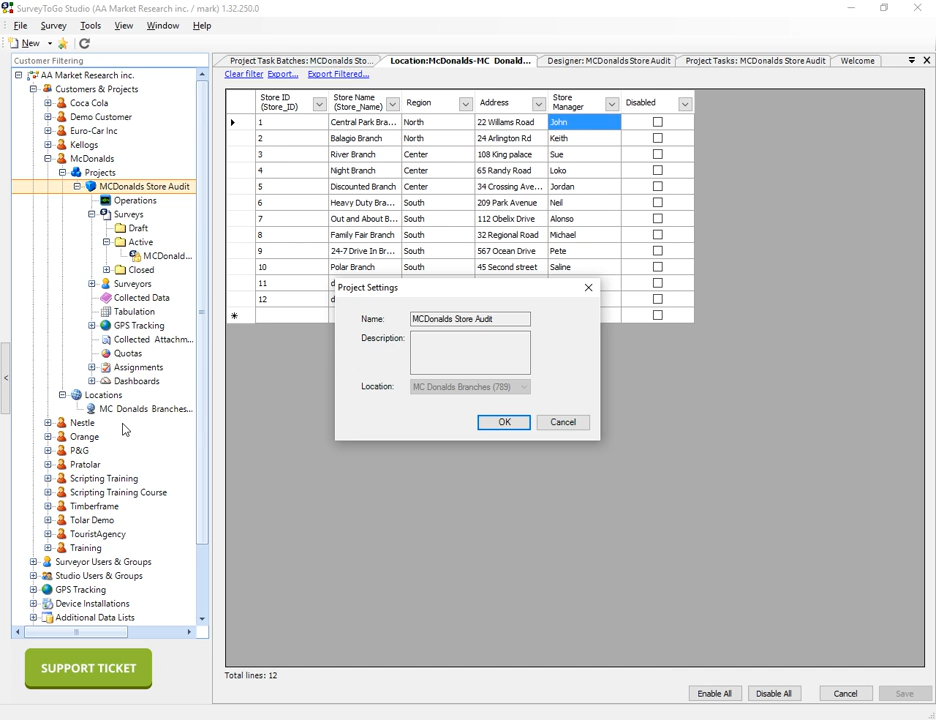 SurveyToGo Studio (AA Market Research inc. / mark) 1.32.250.0
File Survey Tools View Window Help
New
Customer Filtering
AA Market Research inc.
Customers & Projects
Coca Cola
Demo Customer
Euro-Car Inc
Kellogs
McDonalds
Projects
MCDonalds Store Audit
Operations
Surveys
Draft
Active
MCDonald...
Closed
Surveyors
Collected Data
Tabulation
GPS Tracking
Collected Attachm...
Quotas
Assignments
Dashboards
Locations
MC Donalds Branches...
Nestle
Orange
P&G
Pratolar
Scripting Training
Scripting Training Course
Timberframe
Tolar Demo
TouristAgency
Training
Surveyor Users & Groups
Studio Users & Groups
GPS Tracking
Device Installations
Additional Data Lists
SUPPORT TICKET
Project Task Batches: MCDonalds Sto... Location:McDonalds-MC Donald... Designer: MCDonalds Store Audit Project Tasks: MCDonalds Store Audit Welcome
Clear filter Export... Export Filtered...
Store ID (Store_ID) Store Name (Store_Name) Region Address Store Manager Disabled
1 Central Park Bra... North 22 Willams Road John
2 Balagio Branch North 24 Arlington Rd Keith
3 River Branch Center 108 King palace Sue
4 Night Branch Center 65 Randy Road Loko
5 Discounted Branch Center 34 Crossing Ave... Jordan
6 Heavy Duty Bra... South 209 Park Avenue Neil
7 Out and About B... South 112 Obelix Drive Alonso
8 Family Fair Branch South 32 Regional Road Michael
9 24-7 Drive In Br... South 567 Ocean Drive Pete
10 Polar Branch South 45 Second street Saline
11 d
12 d
Project Settings
Name: MCDonalds Store Audit
Description:
Location: MC Donalds Branches (789)
OK Cancel
Total lines: 12
Enable All Disable All Cancel Save